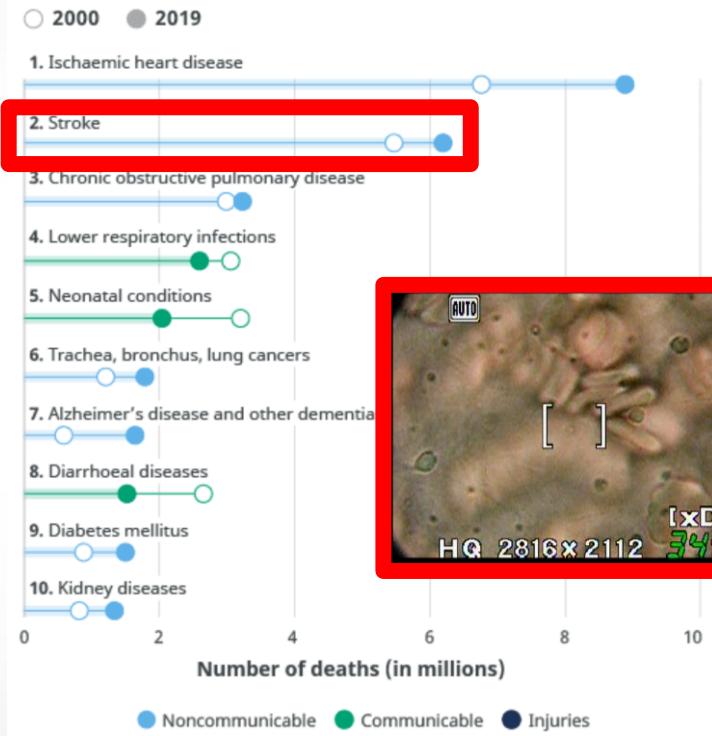 2000 2019
1. Ischaemic heart disease
2. Stroke
3. Chronic obstructive pulmonary disease
4. Lower respiratory infections
5. Neonatal conditions
6. Trachea, bronchus, lung cancers
7. Alzheimer's disease and other dementia
8. Diarrhoeal diseases
9. Diabetes mellitus
10. Kidney diseases
AUTO
[ ]
HQ 2816x2112
0 2 4 6 8 10
Number of deaths (in millions)
Noncommunicable Communicable Injuries